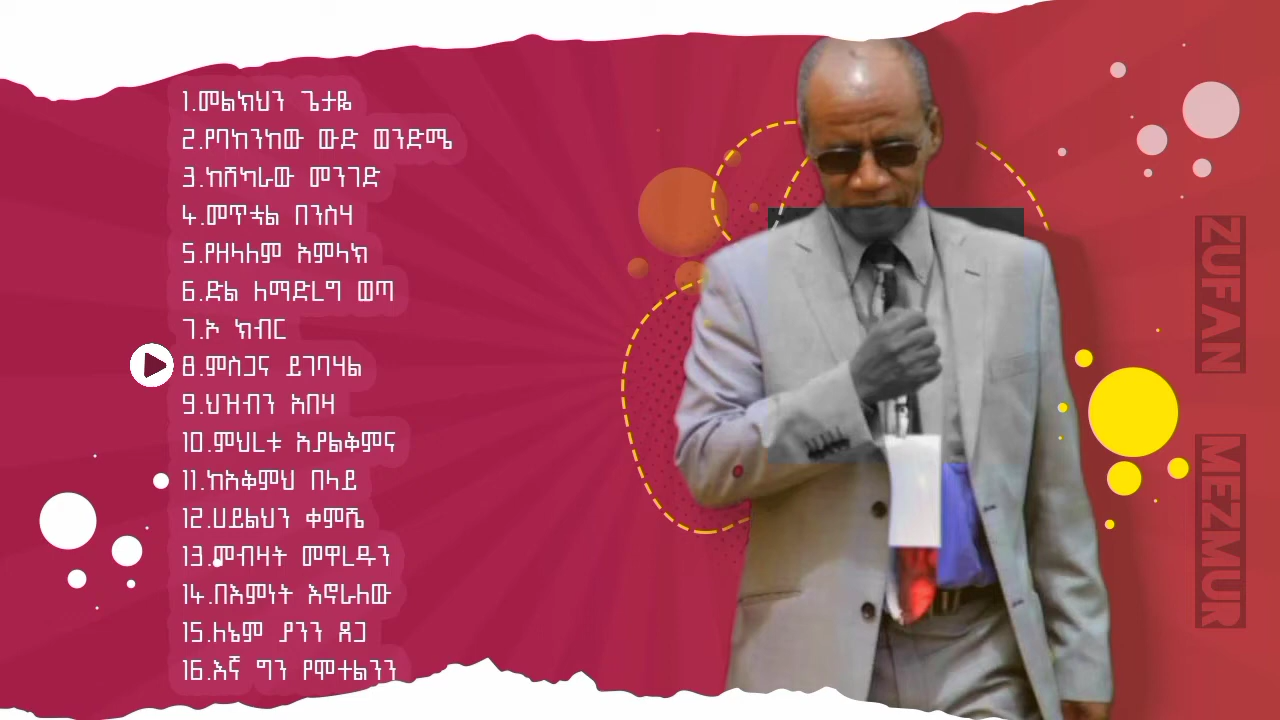 1.መልክህን ጌታዬ
2.የባከንከው ውድ ወንድሜ
3.ከሸካራው መንገድ
4.መጥቷል በንስሃ
5.የዘላለም አምላክ
6.ድል ለማድረግ ወጣ
7.ኦ ክብር
8.ምስጋና ይገባሃል
9.ህዝብን አበዛ
10.ምህረቱ አያልቅምና
11.ከአቅምህ በላይ
12.ሀይልህን ቀምሼ
13.መብዛት መዋረዱን
14.በእምነት እኖራለው
15.ለኔም ያንን ጸጋ
16.እኛ ግን የሞተልንን
ZUFAN MEZMUR